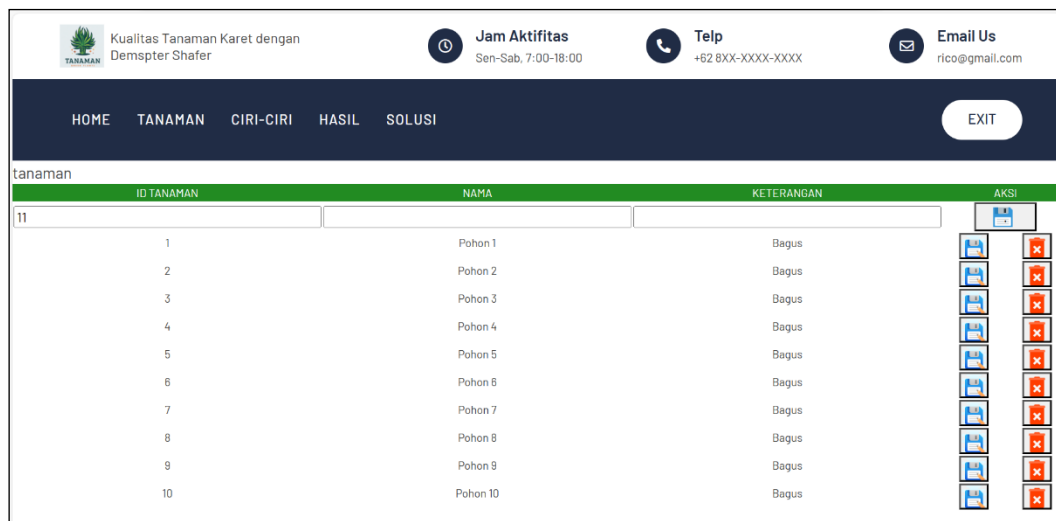 TANAMAN
Kualitas Tanaman Karet dengan
Demspter Shafer
Jam Aktifitas
Sen-Sab, 7:00-18:00
Telp
+62 8XX-XXXX-XXXX
Email Us
rico@gmail.com
HOME TANAMAN CIRI-CIRI HASIL SOLUSI EXIT
tanaman
ID TANAMAN NAMA KETERANGAN AKSI
11
1 Pohon 1 Bagus
2 Pohon 2 Bagus
3 Pohon 3 Bagus
4 Pohon 4 Bagus
5 Pohon 5 Bagus
6 Pohon 6 Bagus
7 Pohon 7 Bagus
8 Pohon 8 Bagus
9 Pohon 9 Bagus
10 Pohon 10 Bagus